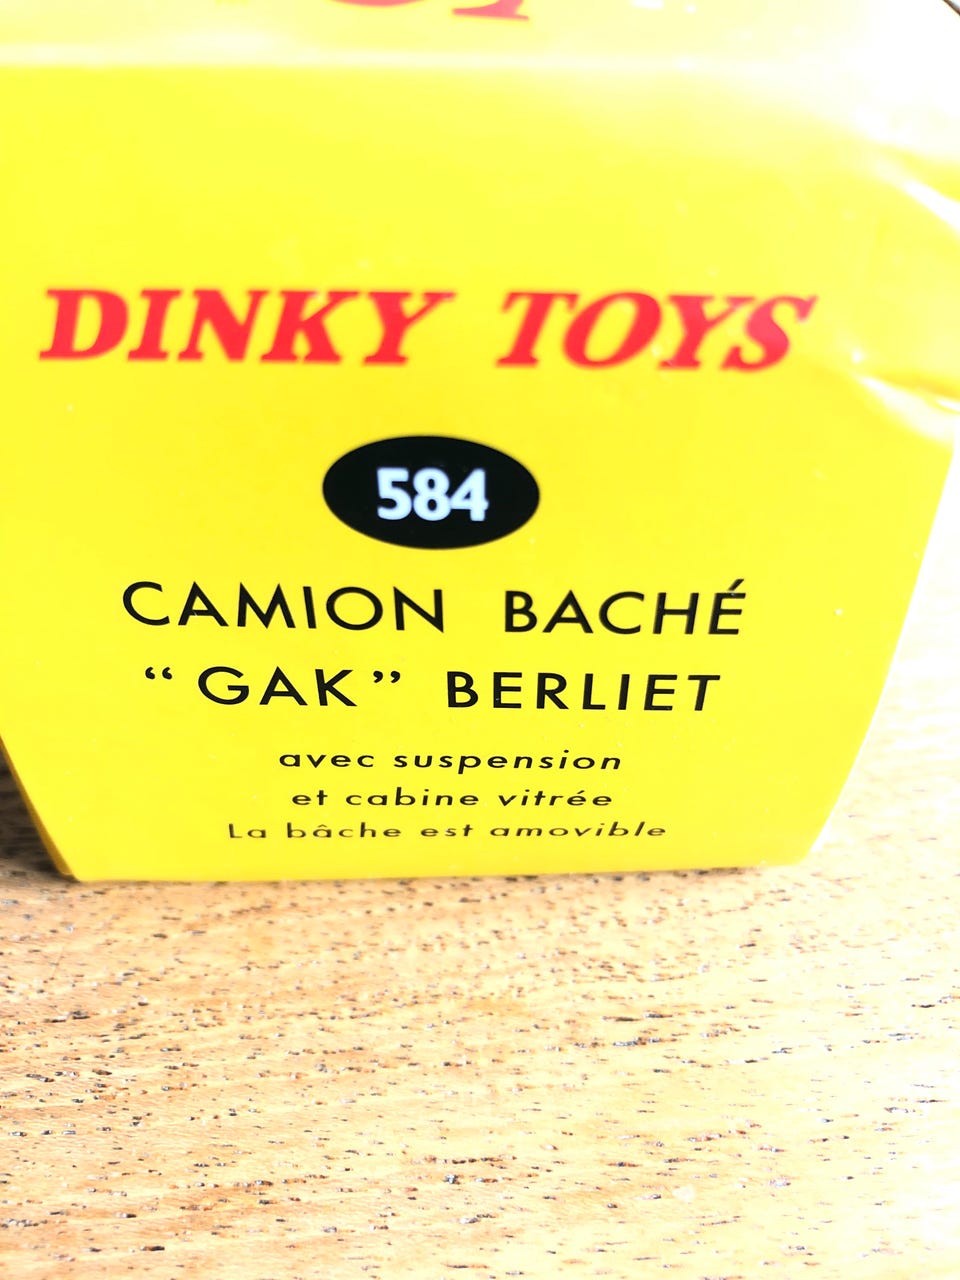 DINKY TOYS
584
CAMION BACHÉ
“GAK” BERLIET
avec suspension
et cabine vitrée
La bâche est amovible